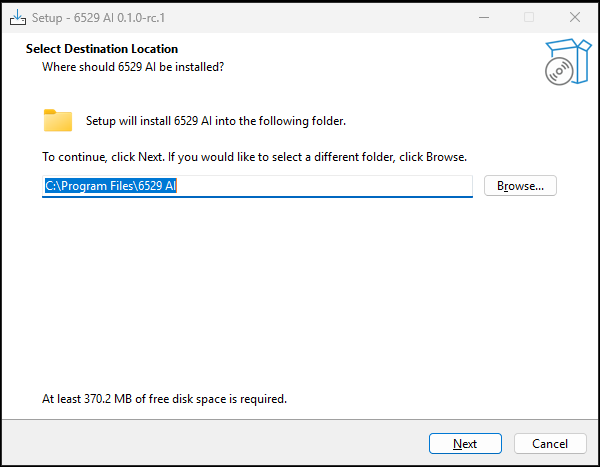 Setup - 6529 AI 0.1.0-rc.1
Select Destination Location
Where should 6529 AI be installed?
Setup will install 6529 AI into the following folder.
To continue, click Next. If you would like to select a different folder, click Browse.
C:\Program Files\6529 AI
Browse...
At least 370.2 MB of free disk space is required.
Next
Cancel